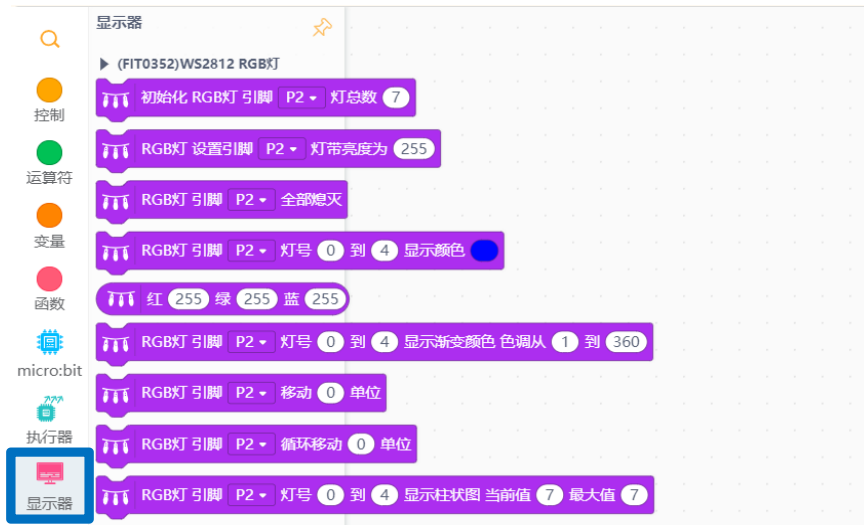 显示器
(FIT0352)WS2812 RGB灯
初始化 RGB灯 引脚 P2 灯总数 7
RGB灯 设置引脚 P2 灯带亮度为 255
RGB灯 引脚 P2 全部熄灭
RGB灯 引脚 P2 灯号 0 到 4 显示颜色
红 255 绿 255 蓝 255
RGB灯 引脚 P2 灯号 0 到 4 显示渐变颜色 色调从 1 到 360
RGB灯 引脚 P2 移动 0 单位
RGB灯 引脚 P2 循环移动 0 单位
RGB灯 引脚 P2 灯号 0 到 4 显示柱状图 当前值 7 最大值 7
控制
运算符
变量
函数
micro:bit
执行器
显示器